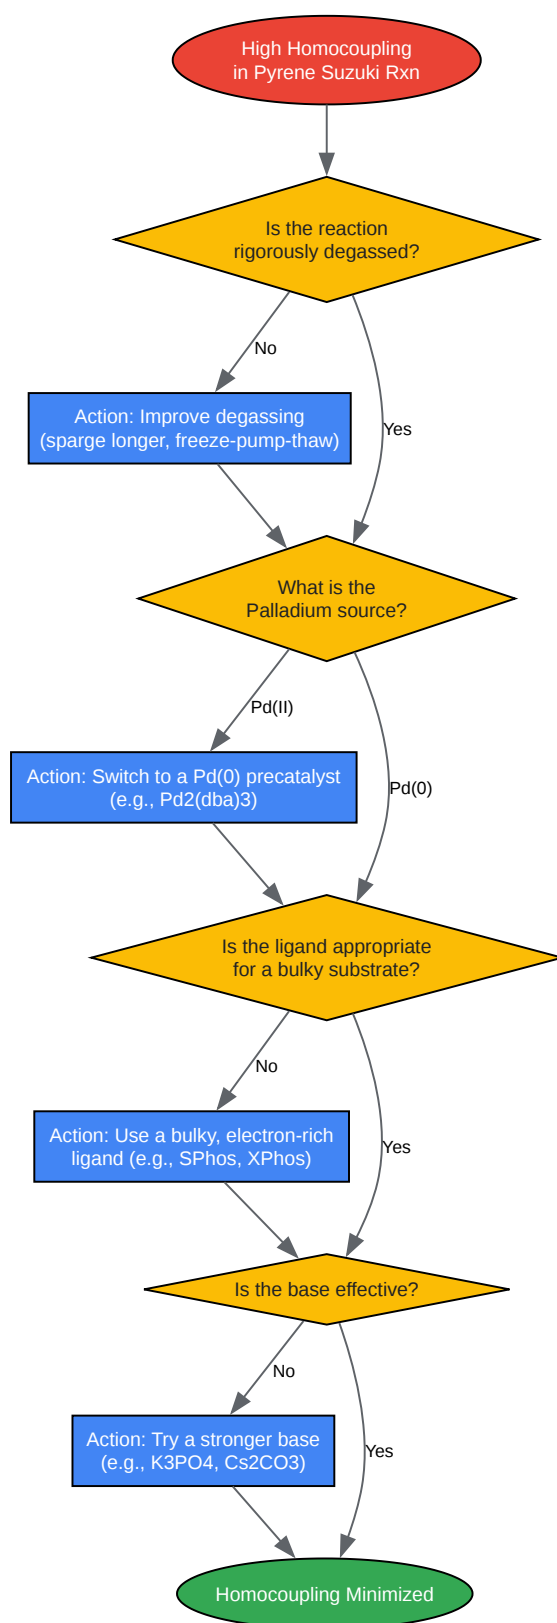 High Homocoupling
in Pyrene Suzuki Rxn
Is the reaction
rigorously degassed?
No
Action: Improve degassing
(sparge longer, freeze-pump-thaw)
Yes
What is the
Palladium source?
Pd(II)
Action: Switch to a Pd(0) precatalyst
(e.g., Pd2(dba)3)
Pd(0)
Is the ligand appropriate
for a bulky substrate?
No
Action: Use a bulky, electron-rich
ligand (e.g., SPhos, XPhos)
Yes
Is the base effective?
No
Action: Try a stronger base
(e.g., K3PO4, Cs2CO3)
Yes
Homocoupling Minimized